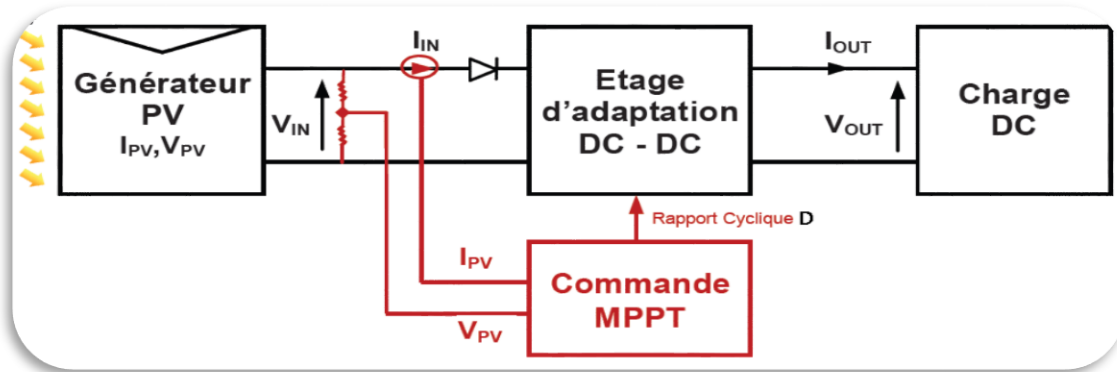 Générateur
PV
IPV,VPV
VIN
IIN
Etage
d'adaptation
DC - DC
IOUT
VOUT
Charge
DC
Rapport Cyclique D
IPV
VPV
Commande
MPPT